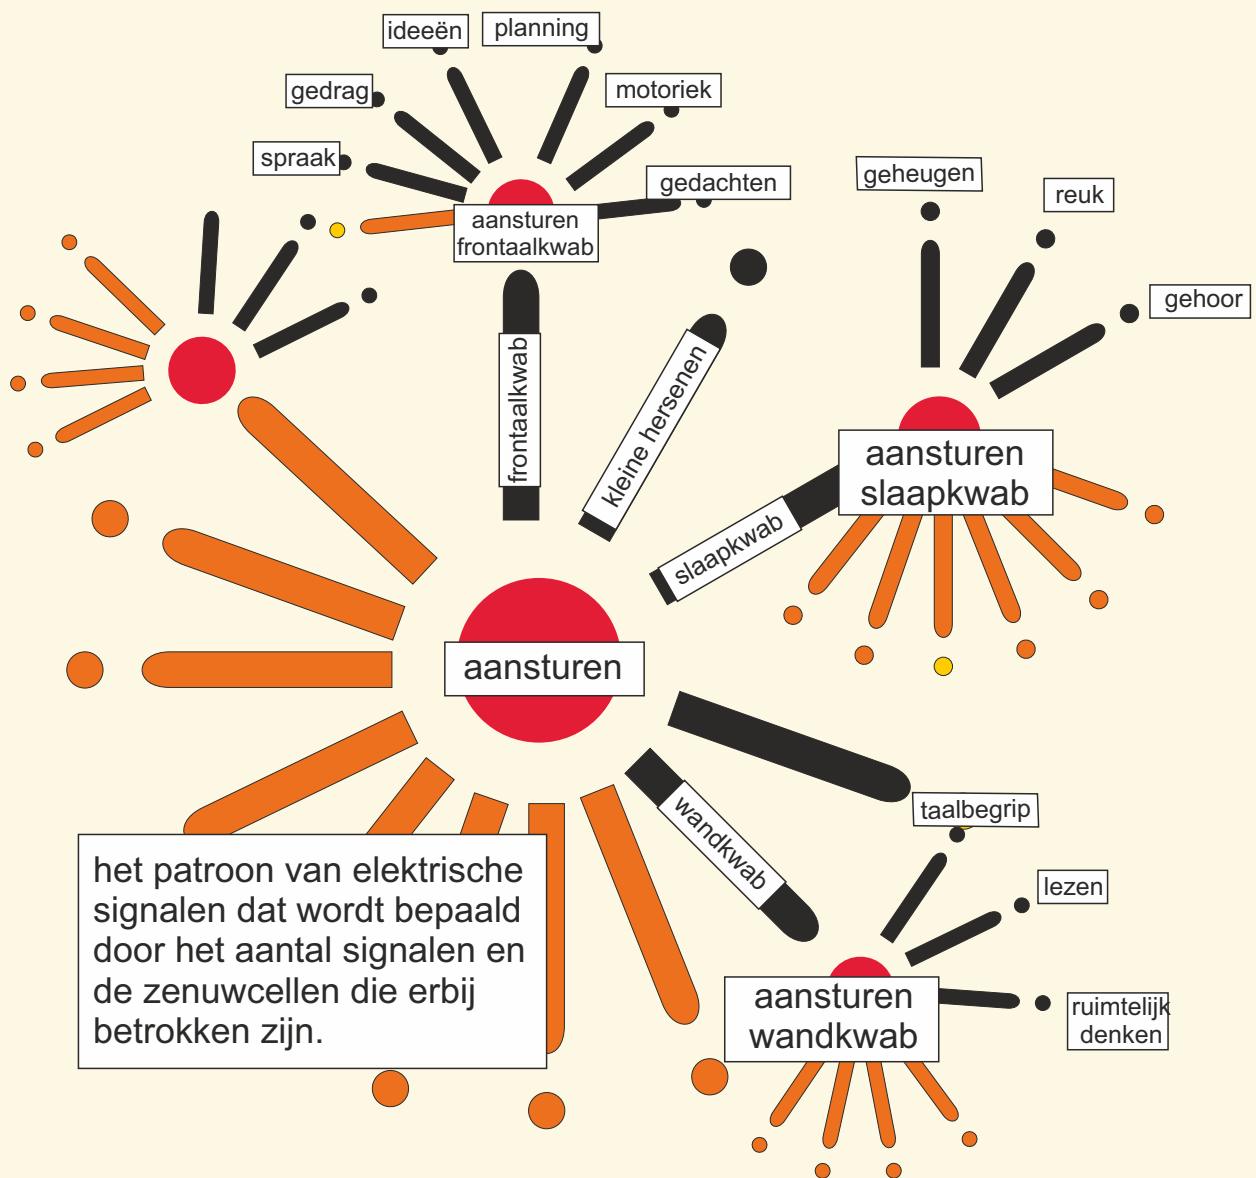 ideeën
planning
gedrag
motoriek
spraak
gedachten
aansturen
frontaalkwab
geheugen
reuk
gehoor
frontaalkwab
kleine hersenen
slaapkwab
aansturen
slaapkwab
aansturen
wandkwab
taalbegrip
lezen
ruimtelijk
denken
aansturen
wandkwab
het patroon van elektrische
signalen dat wordt bepaald
door het aantal signalen en
de zenuwcellen die erbij
betrokken zijn.